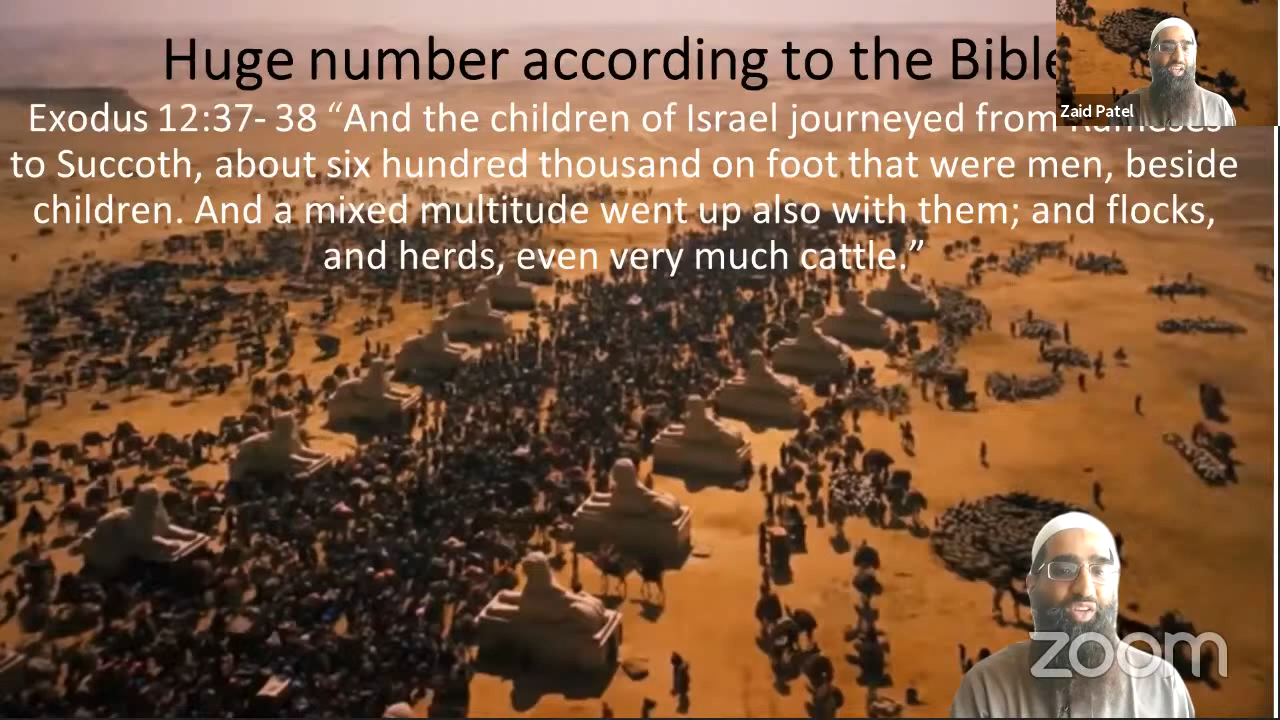 Huge number according to the Bible
Zaid Patel
Exodus 12:37- 38 “And the children of Israel journeyed from Rameses
to Succoth, about six hundred thousand on foot that were men, beside
children. And a mixed multitude went up also with them; and flocks,
and herds, even very much cattle.”
zoom